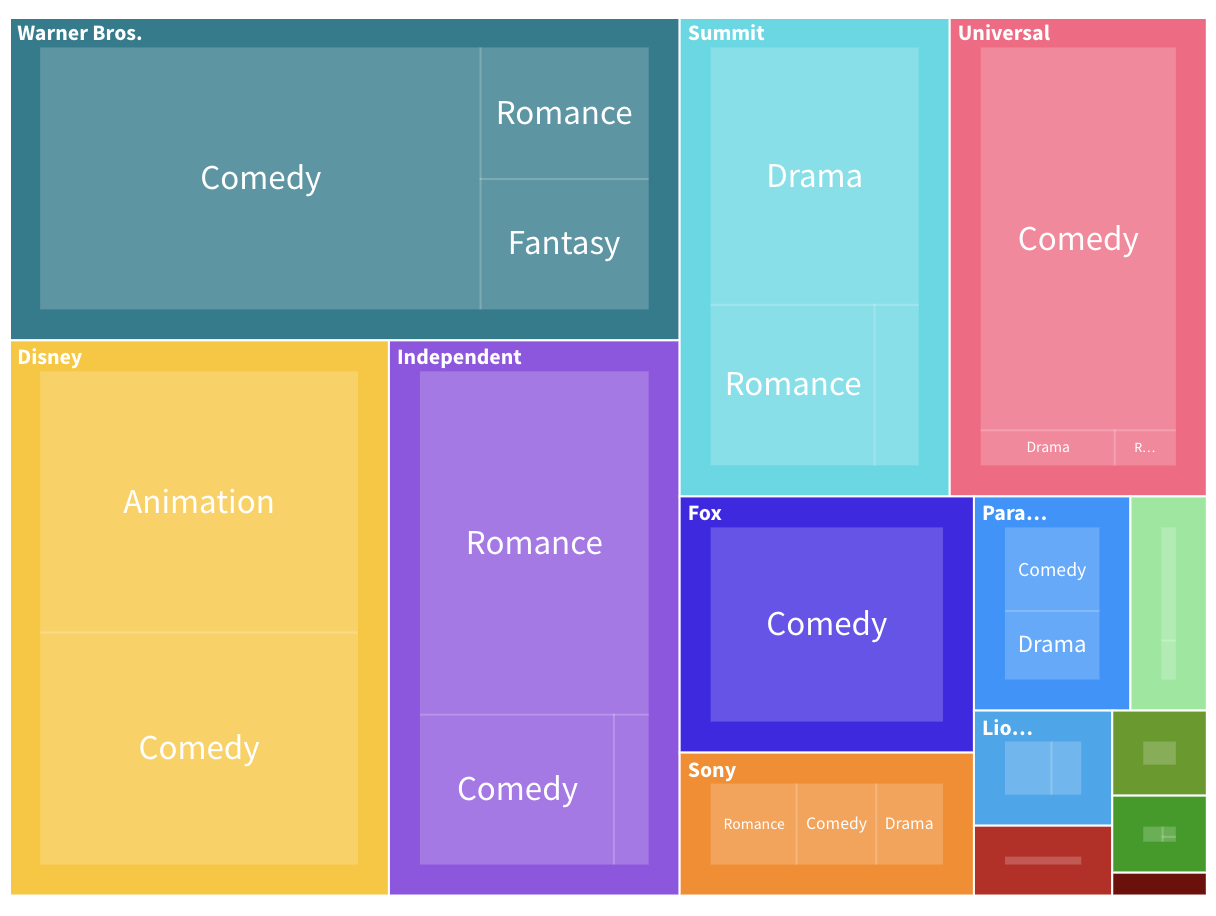 Warner Bros.
Comedy
Romance
Fantasy
Summit
Drama
Romance
Universal
Comedy
Drama
R...
Disney
Animation
Comedy
Independent
Romance
Comedy
Fox
Comedy
Sony
Romance
Comedy
Drama
Para...
Comedy
Drama
Lio...